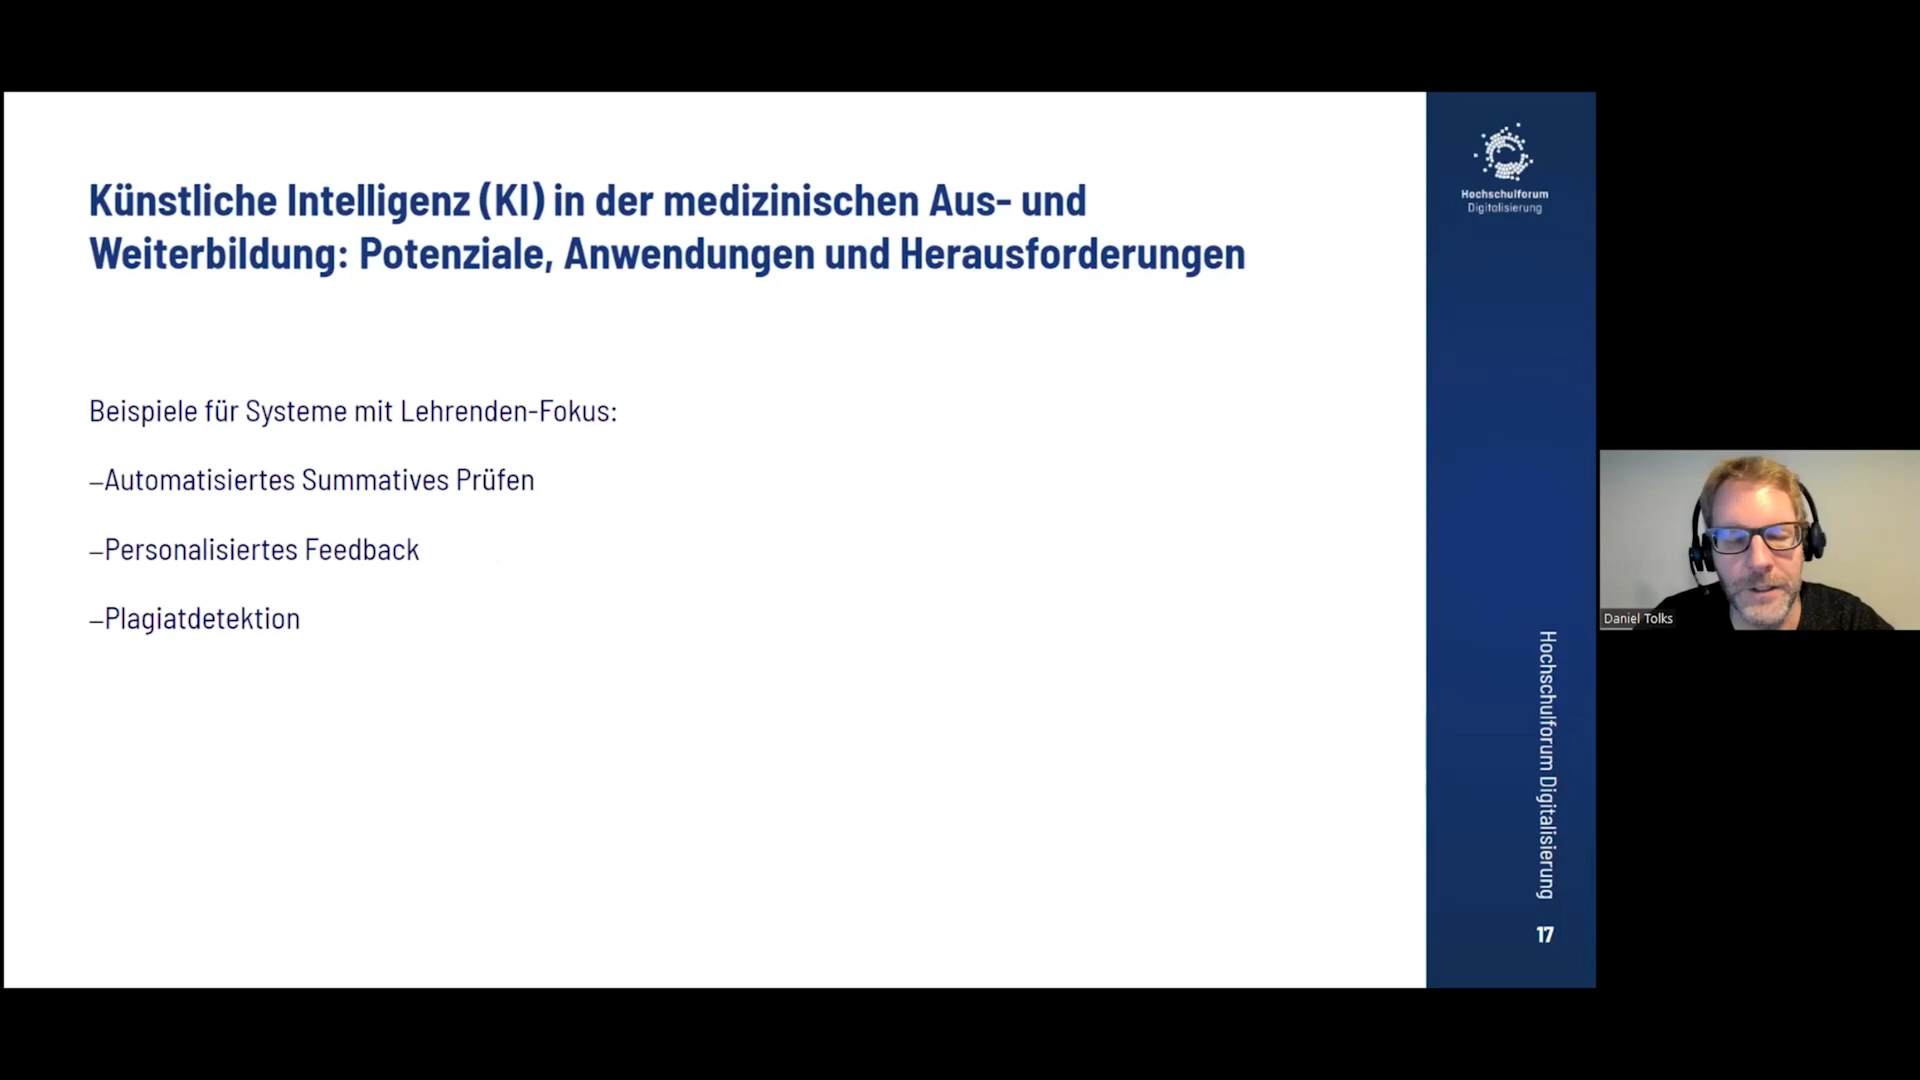 Künstliche Intelligenz (KI) in der medizinischen Aus- und
Weiterbildung: Potenziale, Anwendungen und Herausforderungen
Beispiele für Systeme mit Lehrenden-Fokus:
–Automatisiertes Summatives Prüfen
–Personalisiertes Feedback
–Plagiatdetektion
Hochschulforum
Digitalisierung
Hochschulforum Digitalisierung
17
Daniel Tolks